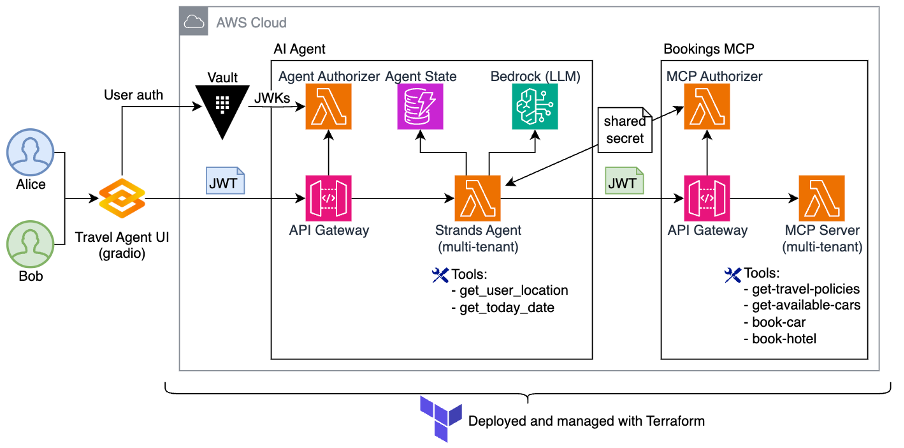 AWS Cloud
AI Agent
Bookings MCP
Vault
Agent Authorizer
Agent State
Bedrock (LLM)
MCP Authorizer
User auth
JWKs
shared
secret
Alice
JWT
JWT
Travel Agent UI
(gradio)
API Gateway
Strands Agent
(multi-tenant)
API Gateway
MCP Server
(multi-tenant)
Bob
Tools:
- get_user_location
- get_today_date
Tools:
- get-travel-policies
- get-available-cars
- book-car
- book-hotel
Deployed and managed with Terraform